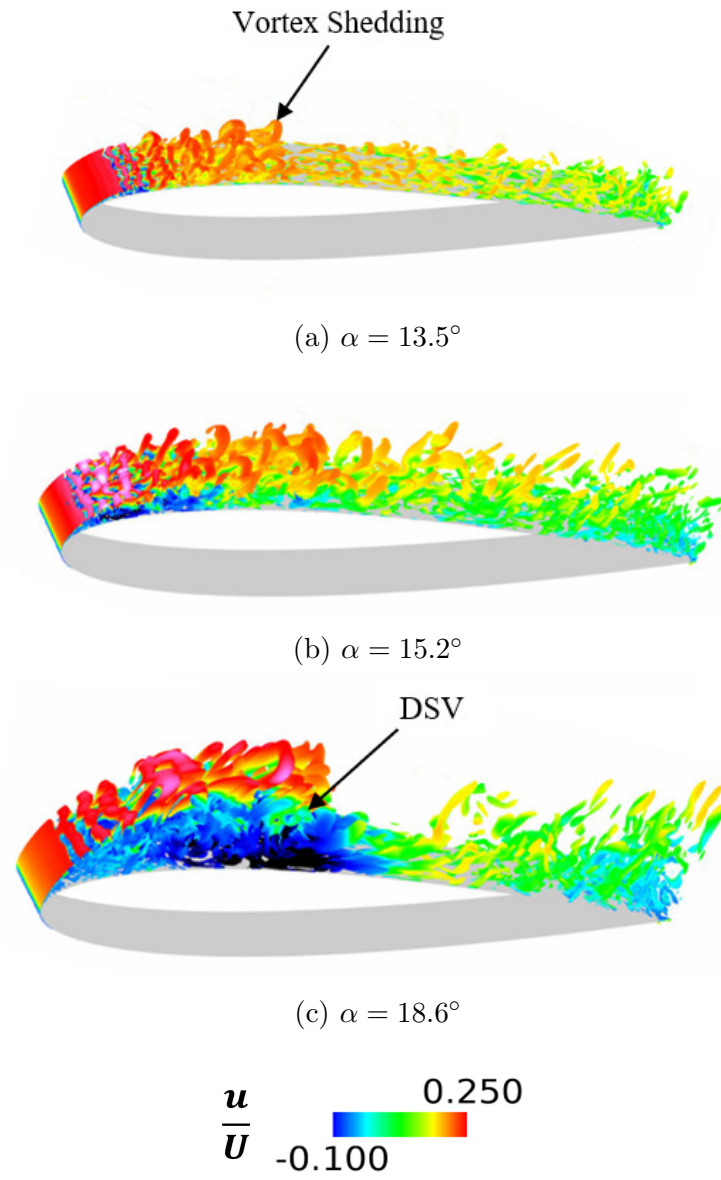 Vortex Shedding
(a) α = 13.5°
(b) α = 15.2°
DSV
(c) α = 18.6°
u
U
0.250
-0.100